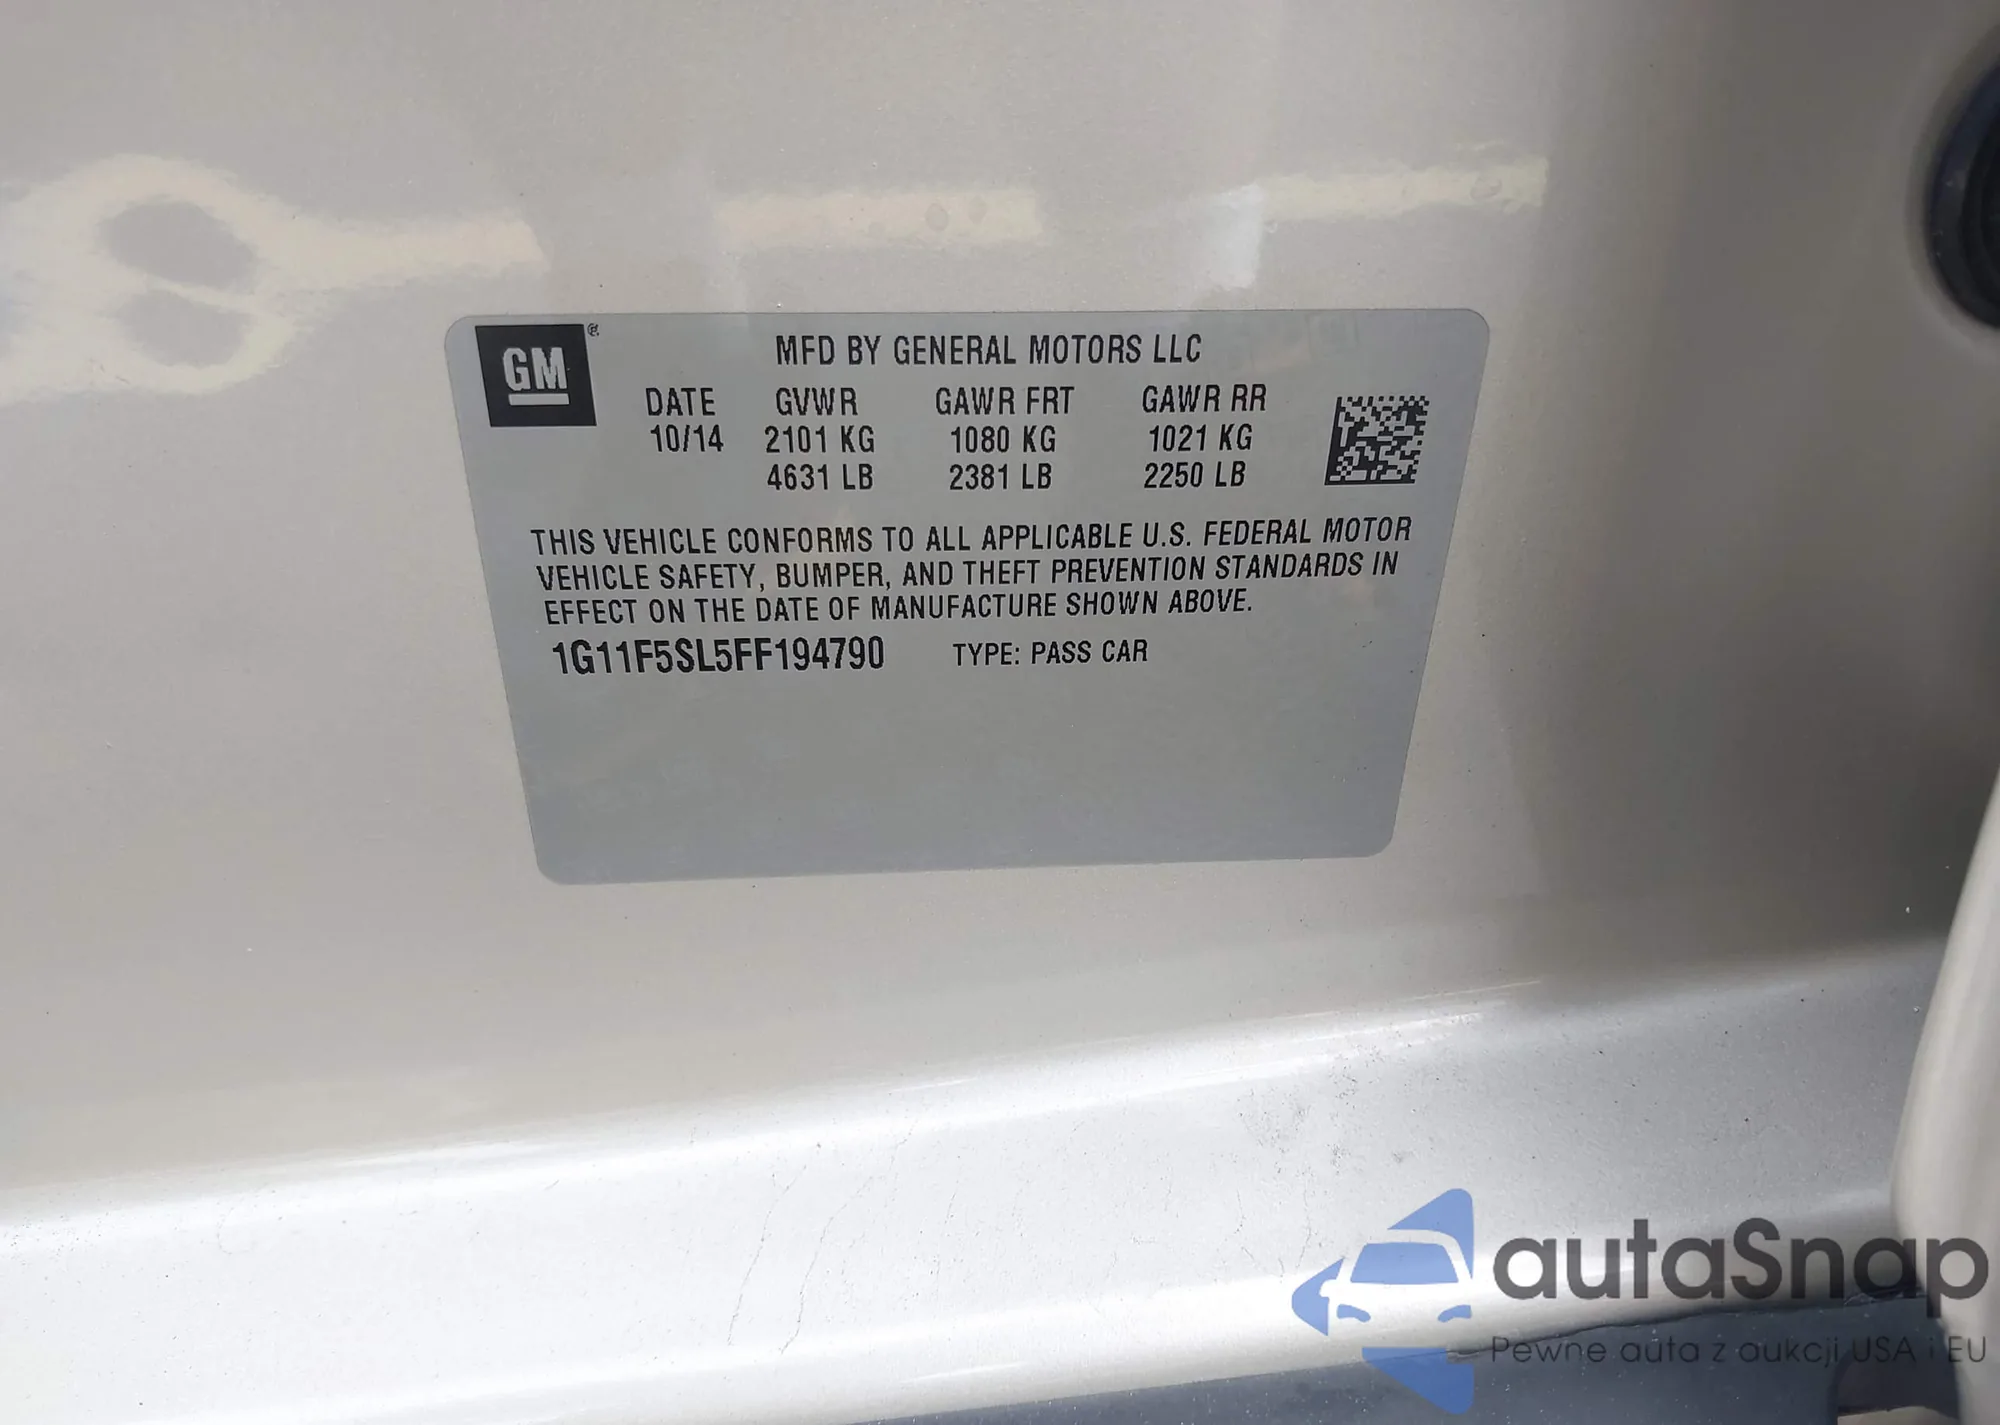 GM®
MFD BY GENERAL MOTORS LLC
DATE GVWR GAWR FRT GAWR RR
10/14 2101 KG 1080 KG 1021 KG
4631 LB 2381 LB 2250 LB
THIS VEHICLE CONFORMS TO ALL APPLICABLE U.S. FEDERAL MOTOR
VEHICLE SAFETY, BUMPER, AND THEFT PREVENTION STANDARDS IN
EFFECT ON THE DATE OF MANUFACTURE SHOWN ABOVE.
1G11F5SL5FF194790 TYPE: PASS CAR
autaSnap
Pewne auta z aukcji USA i EU